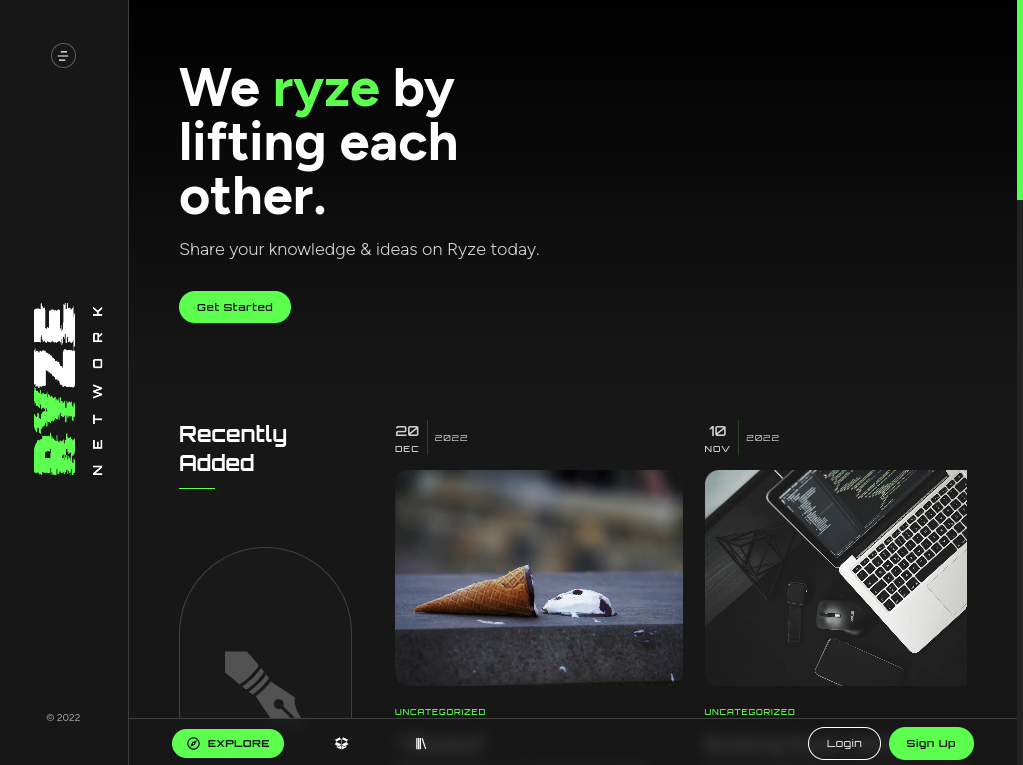 We ryze by
lifting each
other.
Share your knowledge & ideas on Ryze today.
Get Started
RYZE
NETWORK
Recently
Added
20
DEC
2022
10
NOV
2022
UNCATEGORIZED
UNCATEGORIZED
© 2022
EXPLORE
Login
Sign Up